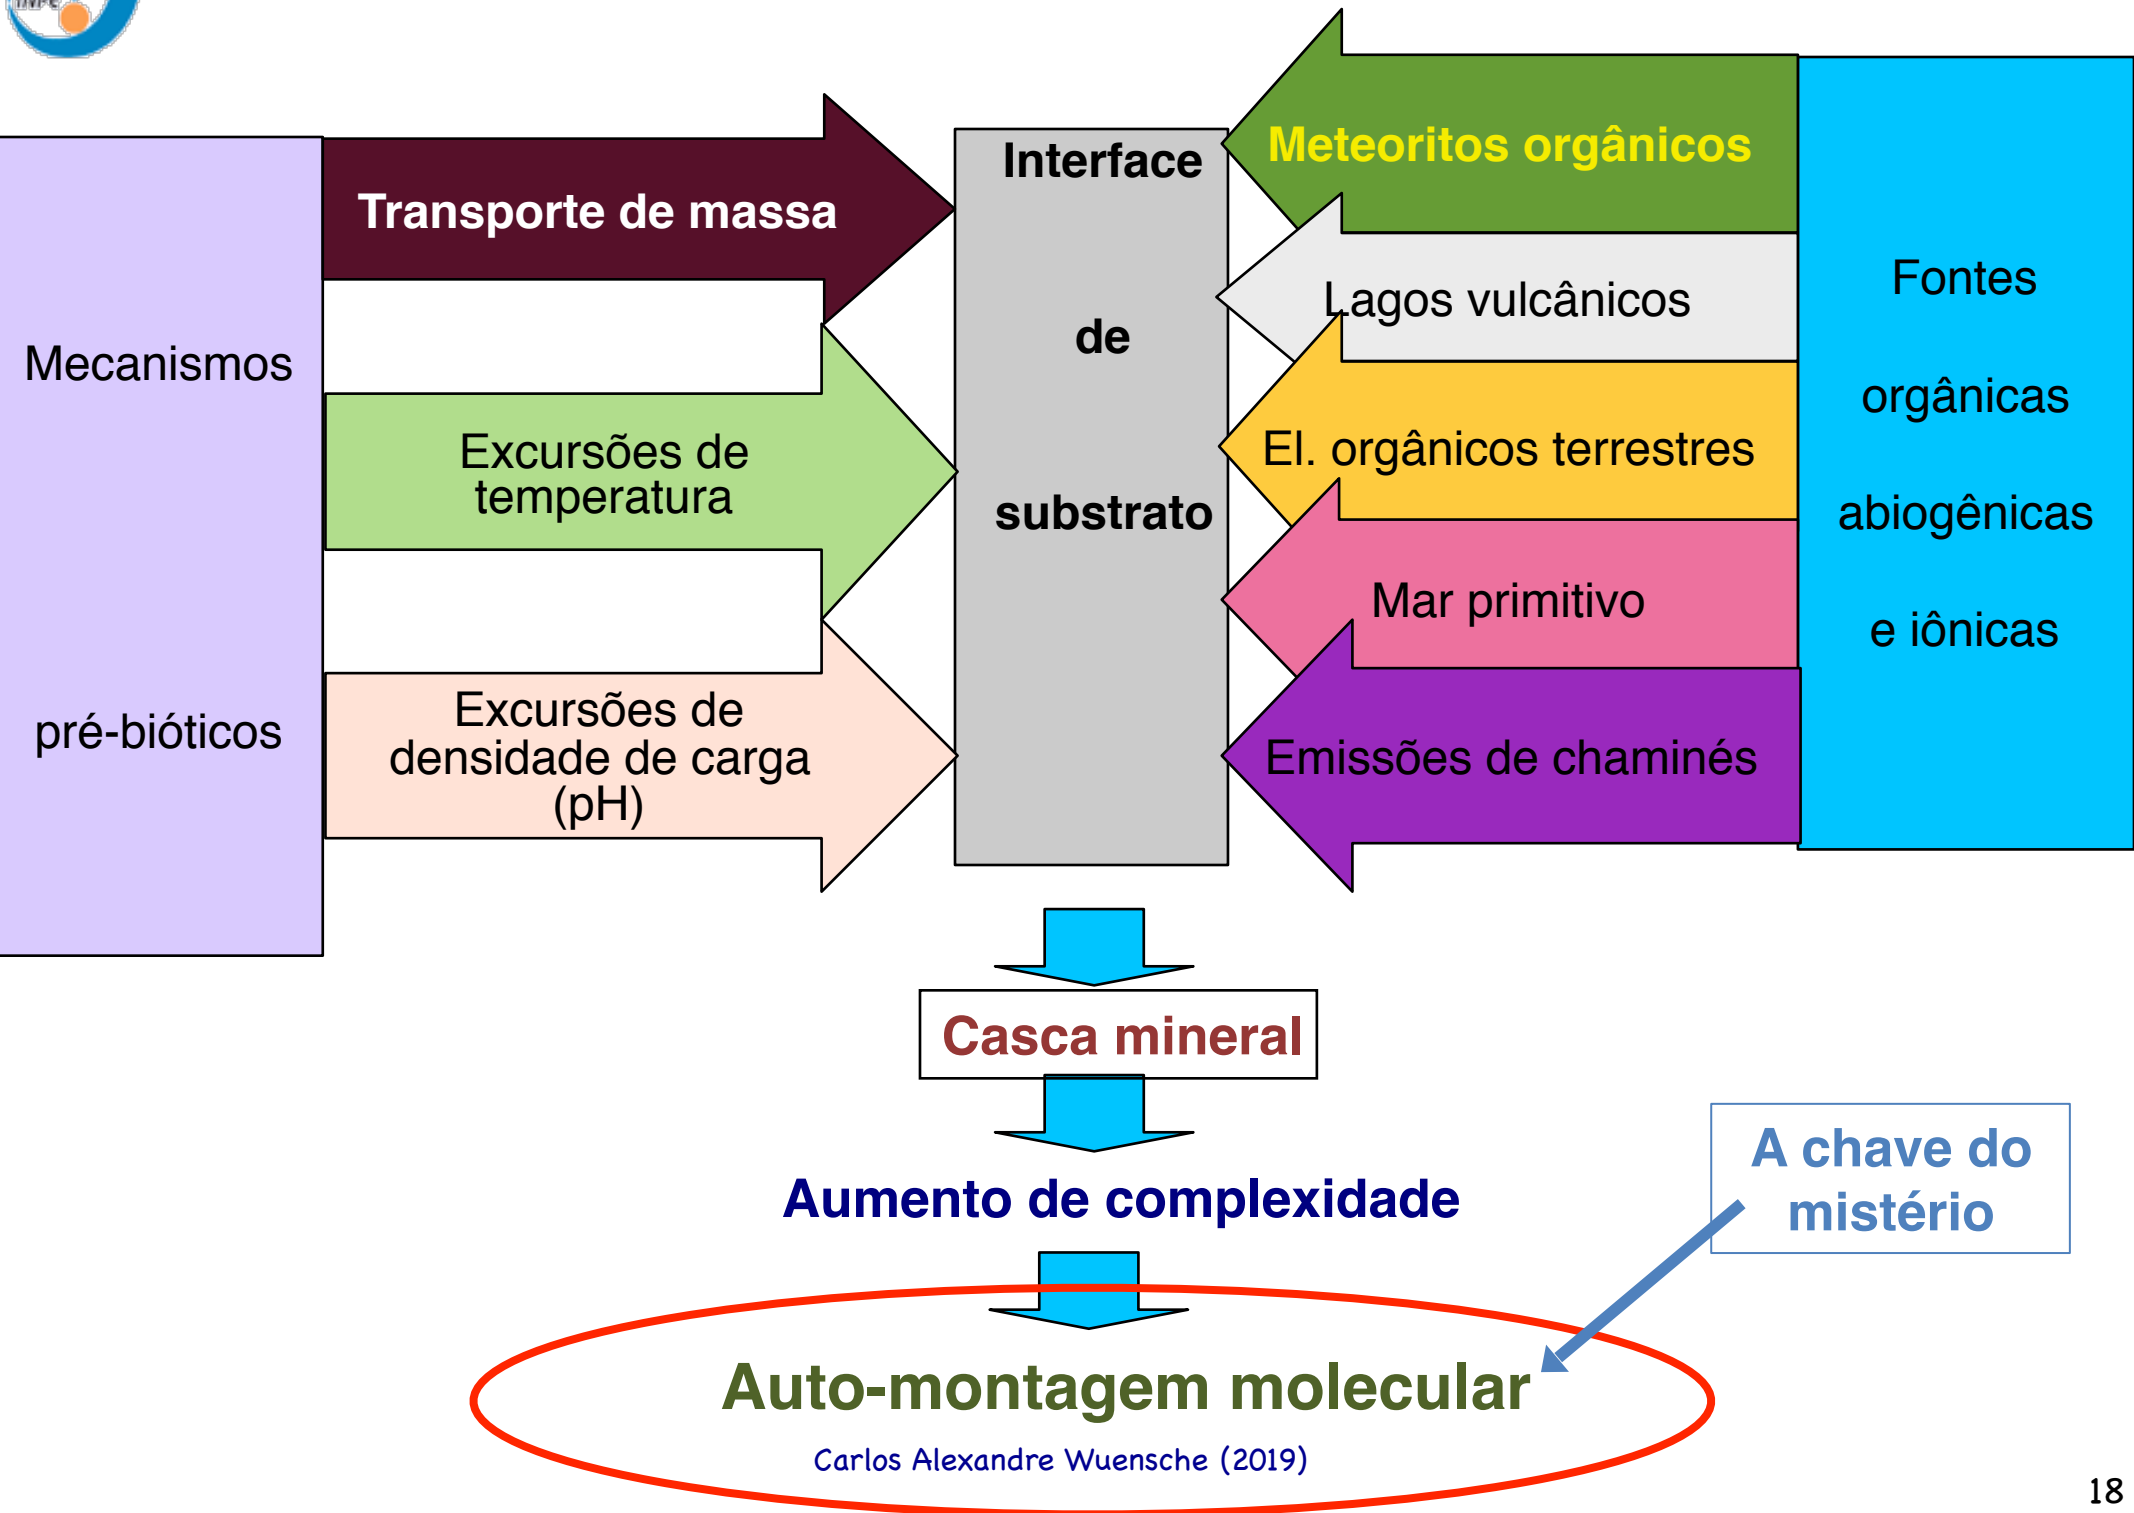 INPE
Mecanismos
pré-bióticos
Transporte de massa
Excursões de
temperatura
Excursões de
densidade de carga
(pH)
Interface
de
substrato
Meteoritos orgânicos
Lagos vulcânicos
El. orgânicos terrestres
Mar primitivo
Emissões de chaminés
Fontes
orgânicas
abiogênicas
e iônicas
Casca mineral
Aumento de complexidade
A chave do
mistério
Auto-montagem molecular
Carlos Alexandre Wuensche (2019)
18